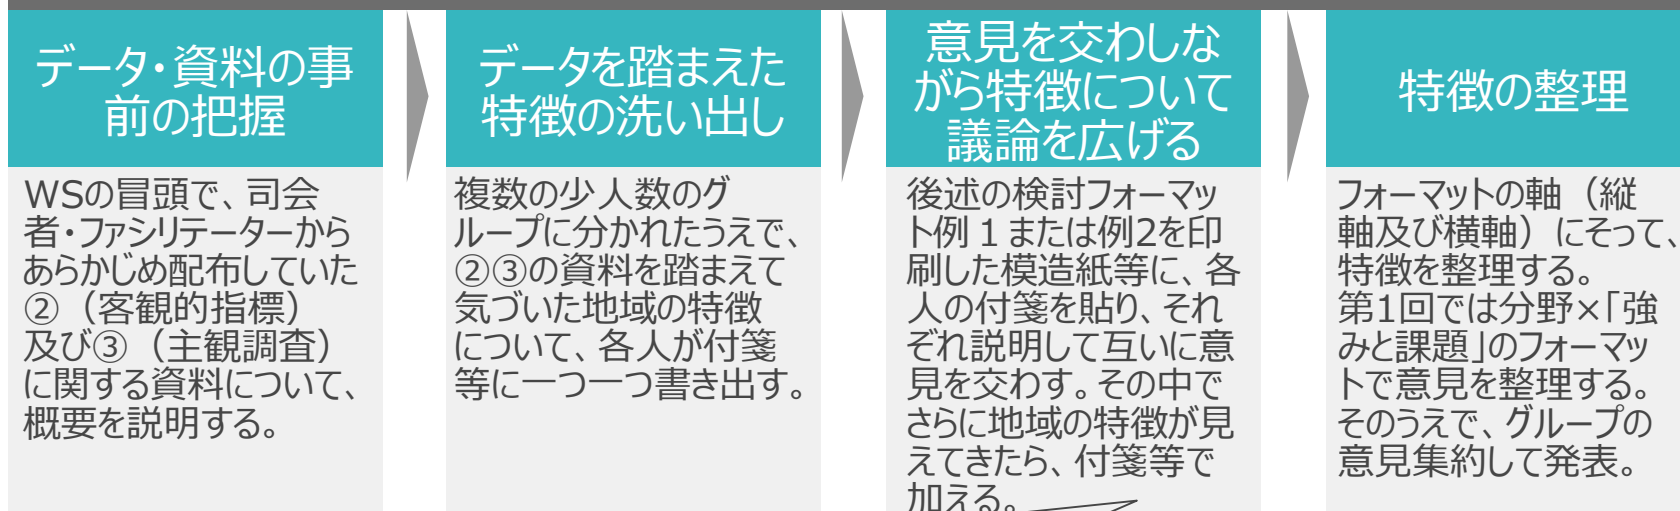 データ・資料の事
前の把握
WSの冒頭で、司会
者・ファシリテーターから
あらかじめ配布していた
②（客観的指標）
及び③（主観調査）
に関する資料について、
概要を説明する。
データを踏まえた
特徴の洗い出し
複数の少人数のグ
ループに分かれたうえで、
②③の資料を踏まえて
気づいた地域の特徴
について、各人が付箋
等に一つ一つ書き出す。
意見を交わしな
がら特徴について
議論を広げる
後述の検討フォーマッ
ト例１または例2を印
刷した模造紙等に、各
人の付箋を貼り、それ
ぞれ説明して互いに意
見を交わす。その中で
さらに地域の特徴が見
えてきたら、付箋等で
加える。
特徴の整理
フォーマットの軸（縦
軸及び横軸）にそって、
特徴を整理する。
第1回では分野×「強
みと課題」のフォーマッ
トで意見を整理する。
そのうえで、グループの
意見集約して発表。